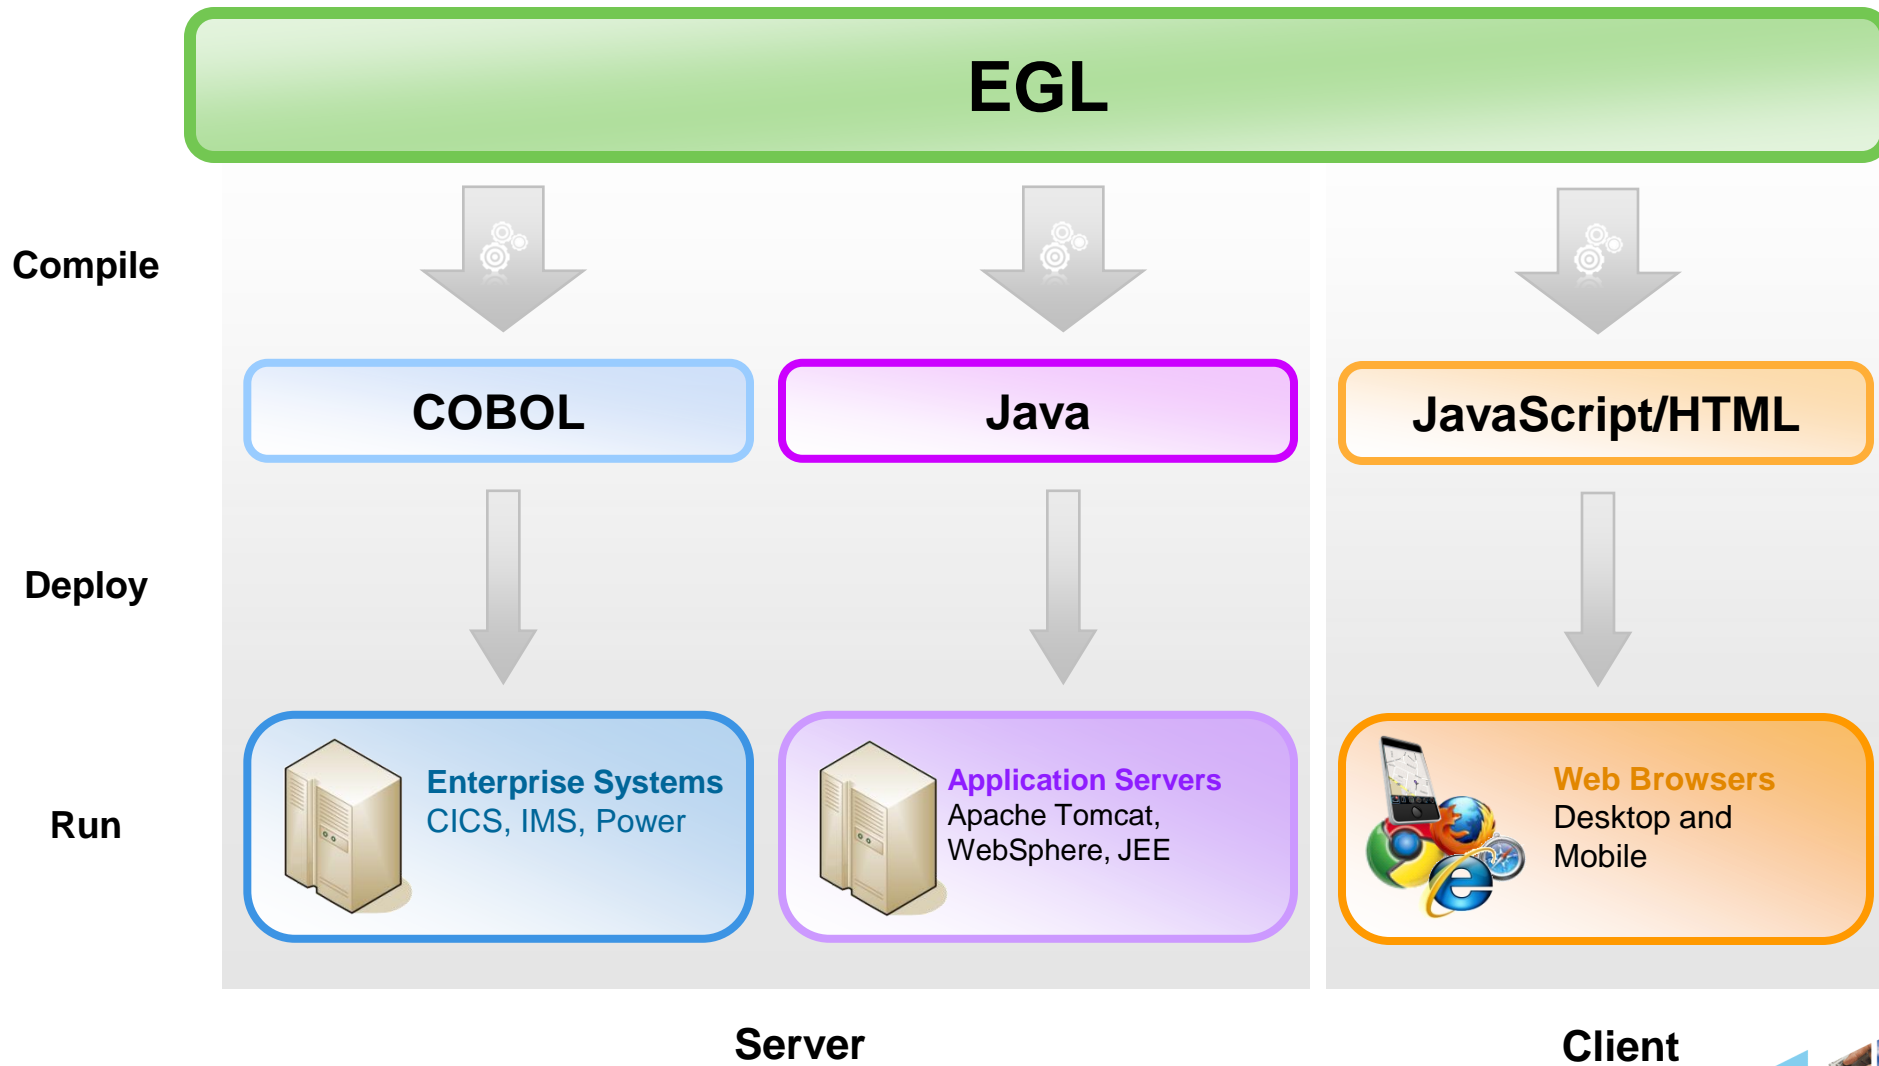 EGL
Compile
COBOL
Java
JavaScript/HTML
Deploy
Run
Enterprise Systems
CICS, IMS, Power
Application Servers
Apache Tomcat,
WebSphere, JEE
Web Browsers
Desktop and
Mobile
Server
Client